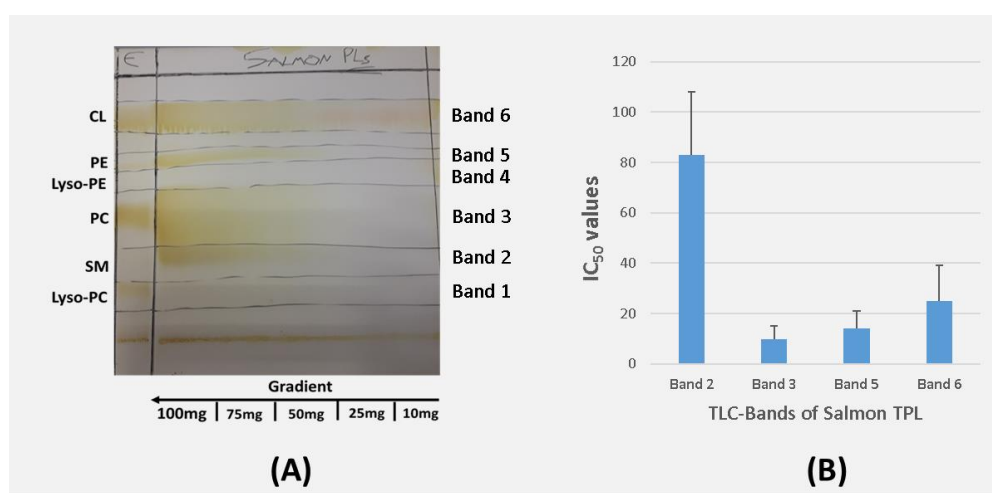 E
SALMON PLs
CL
PE
Lyso-PE
PC
SM
Lyso-PC
Band 6
Band 5
Band 4
Band 3
Band 2
Band 1
Gradient
100mg | 75mg | 50mg | 25mg | 10mg
(A)
120
100
80
60
40
20
0
IC50 values
Band 2 Band 3 Band 5 Band 6
TLC-Bands of Salmon TPL
(B)